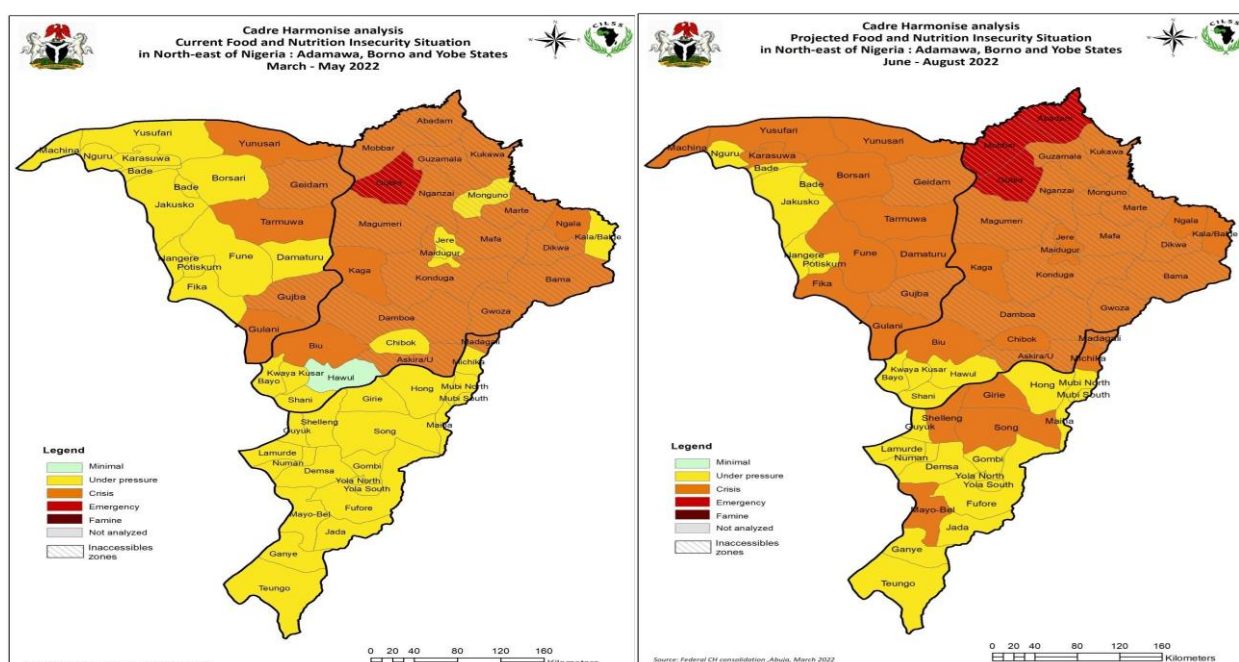 Cadre Harmonise analysis
Current Food and Nutrition Insecurity Situation
in North-east of Nigeria : Adamawa, Borno and Yobe States
March - May 2022
CILSS
Yusufari
Machina
Nguru
Karasuwa
Yunusari
Bade
Borsari
Bade
Geidam
Jakusko
Tarmuwa
Nangere
Potiskum
Fune
Damaturu
Fika
Gujba
Gulani
Abadam
Mobbar
Kukawa
Guzamala
Gubio
Nganzai
Monguno
Marte
Magumeri
Ngala
Jere
Mafa
Kala/Balge
Maidugur
Dikwa
Kaga
Konduga
Bama
Damboa
Gwoza
Biu
Chibok
Madagali
Askira/U
Michika
Kwaya Kusar
Hawul
Bayo
Hong
Mubi North
Shani
Girie
Mubi South
Shelleng
Guyuk
Song
Maiha
Lamurde
Numan
Gombi
Demsa
Yola North
Yola South
Mayo-Bel
Fufore
Jada
Ganye
Teungo
Legend
Minimal
Under pressure
Crisis
Emergency
Famine
Not analyzed
Inaccessibles
zones
0 20 40 80 120 160
Kilometers
Cadre Harmonise analysis
Projected Food and Nutrition Insecurity Situation
in North-east of Nigeria : Adamawa, Borno and Yobe States
June - August 2022
CILSS
Yusufari
Machina
Nguru
Karasuwa
Yunusari
Bade
Borsari
Bade
Geidam
Jakusko
Tarmuwa
Nangere
Potiskum
Fune
Damaturu
Fika
Gujba
Gulani
Abadam
Mobbar
Kukawa
Guzamala
Gubio
Nganzai
Monguno
Marte
Magumeri
Ngala
Jere
Mafa
Kala/Balge
Maidugur
Dikwa
Kaga
Konduga
Bama
Damboa
Gwoza
Biu
Chibok
Madagali
Askira/U
Michika
Kwaya Kusar
Hawul
Bayo
Hong
Mubi North
Shani
Girie
Mubi South
Shelleng
Guyuk
Song
Maiha
Lamurde
Numan
Gombi
Demsa
Yola North
Yola South
Mayo-Bel
Fufore
Jada
Ganye
Teungo
Legend
Minimal
Under pressure
Crisis
Emergency
Famine
Not analyzed
Inaccessibles
zones
0 20 40 80 120 160
Kilometers
Source: Federal CH consolidation ,Abuja, March 2022